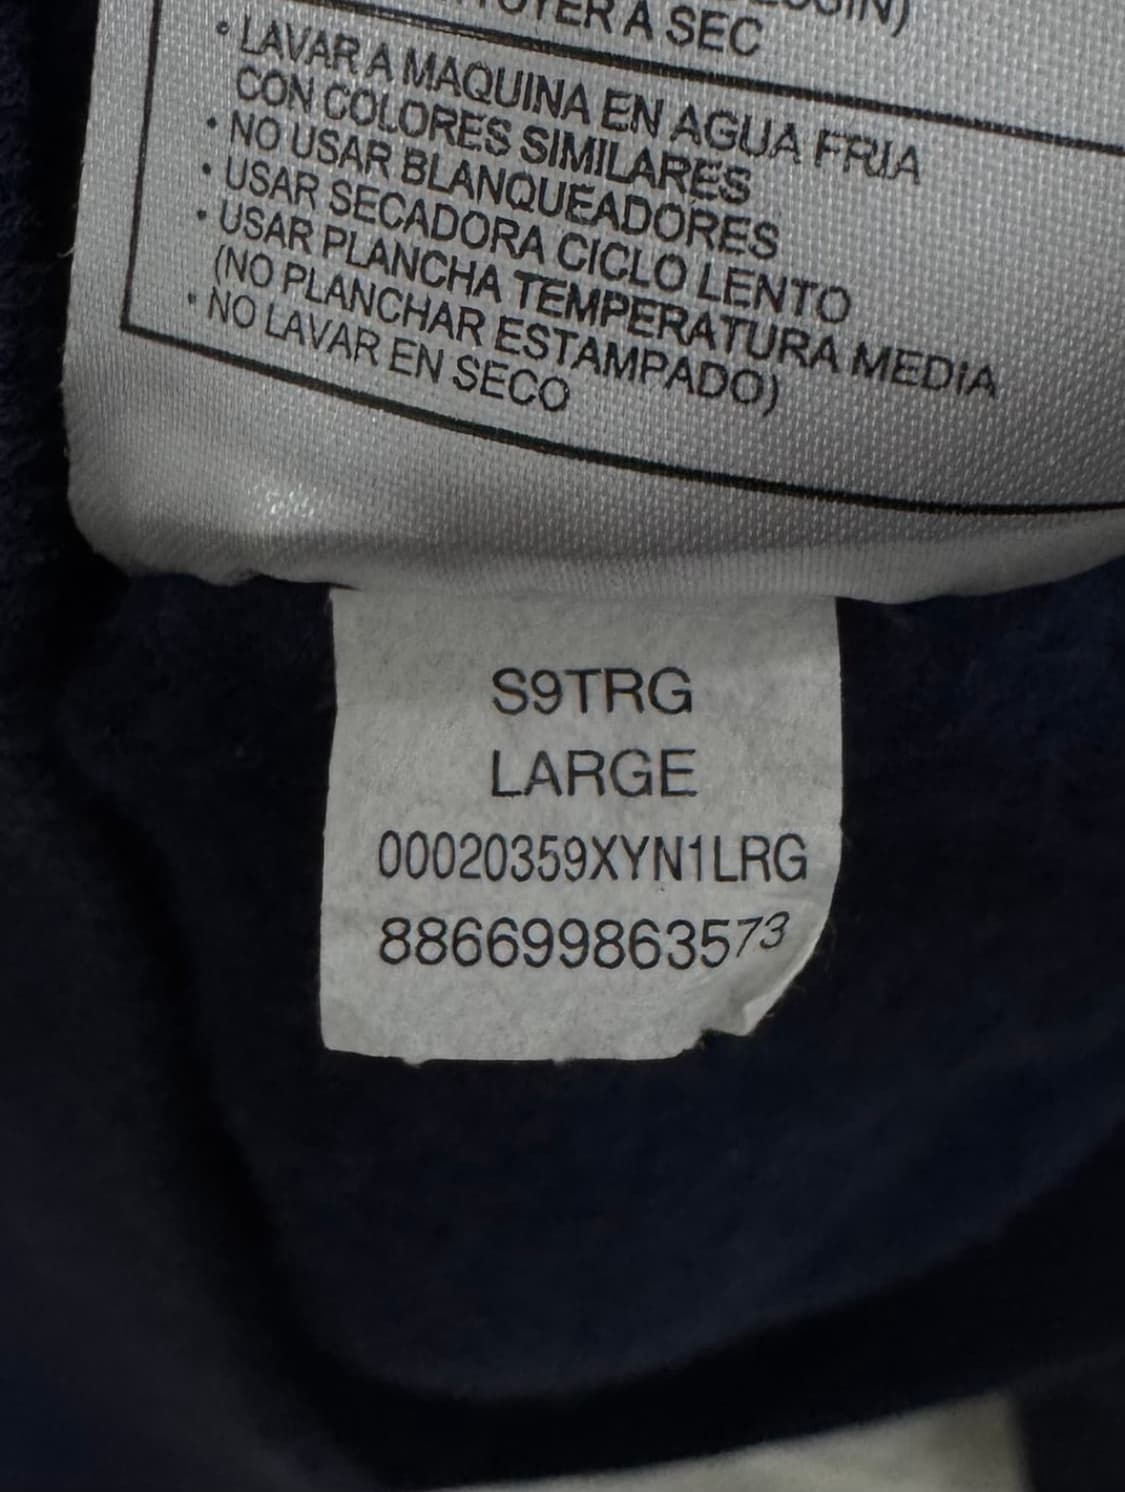 A SEC
• LAVAR A MAQUINA EN AGUA FRIA
CON COLORES SIMILARES
• NO USAR BLANQUEADORES
• USAR SECADORA CICLO LENTO
• USAR PLANCHA TEMPERATURA MEDIA
(NO PLANCHAR ESTAMPADO)
• NO LAVAR EN SECO
S9TRG
LARGE
00020359XYN1LRG
886699863573